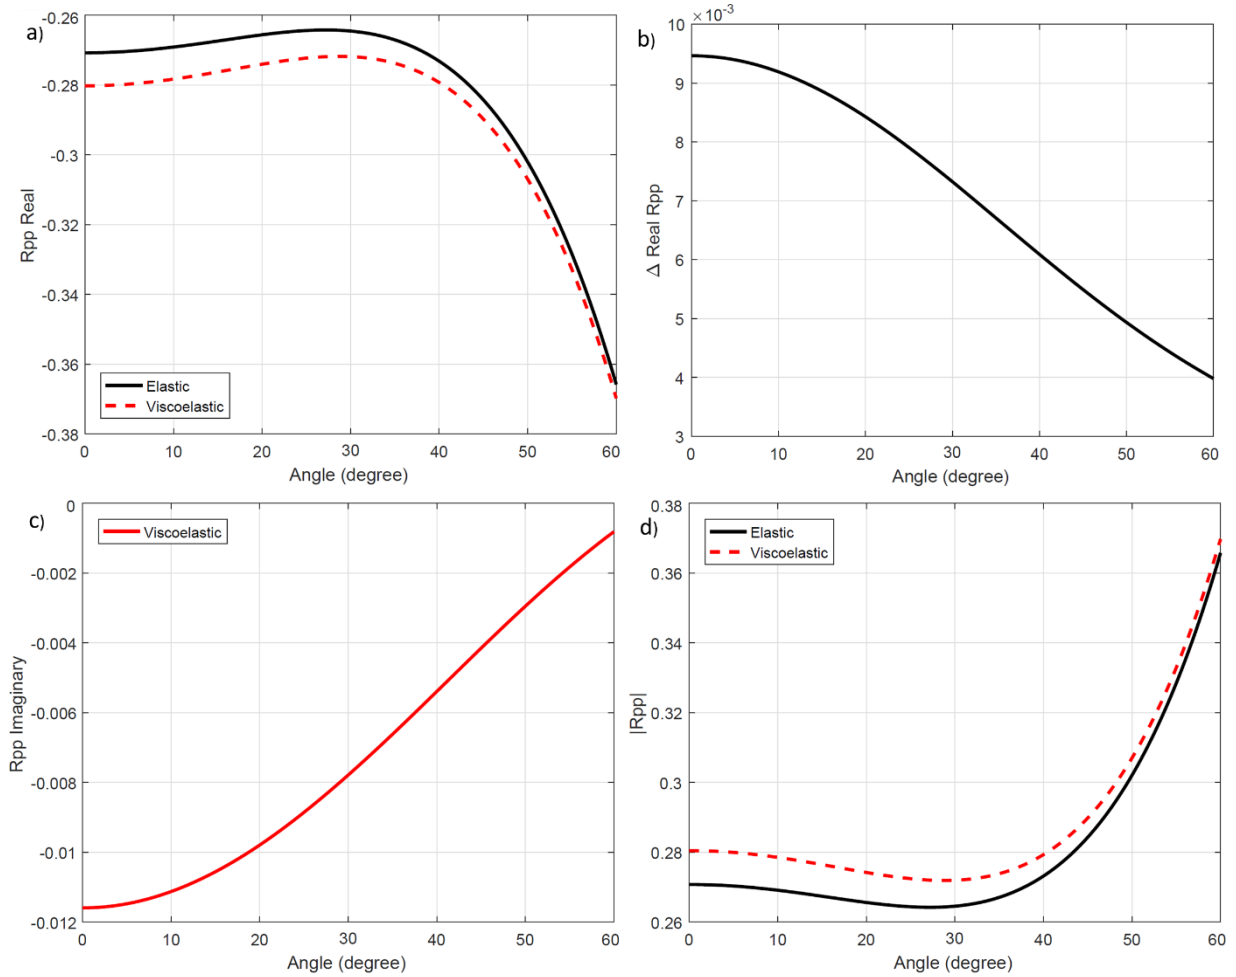 a)
-0.26
-0.28
-0.3
-0.32
-0.34
-0.36
-0.38
Rpp Real
Elastic
Viscoelastic
0 10 20 30 40 50 60
Angle (degree)
b)
×10⁻³
10
9
8
7
6
5
4
3
Δ Real Rpp
0 10 20 30 40 50 60
Angle (degree)
c)
0
-0.002
-0.004
-0.006
-0.008
-0.01
-0.012
Rpp Imaginary
Viscoelastic
0 10 20 30 40 50 60
Angle (degree)
d)
0.38
0.36
0.34
0.32
0.3
0.28
0.26
|Rpp|
Elastic
Viscoelastic
0 10 20 30 40 50 60
Angle (degree)